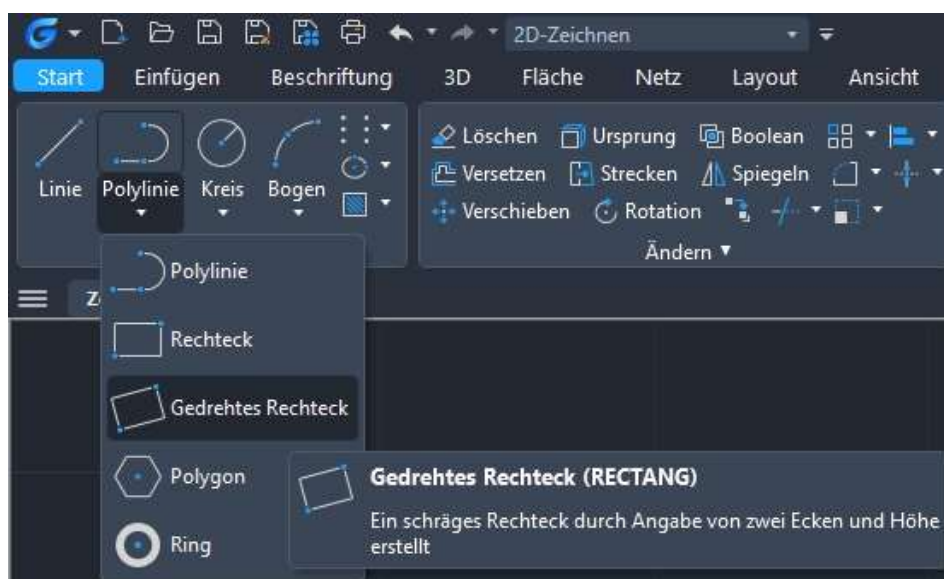 2D-Zeichnen
Start Einfügen Beschriftung 3D Fläche Netz Layout Ansicht
Linie Polylinie Kreis Bogen
Löschen Ursprung Boolean
Versetzen Strecken Spiegeln
Verschieben Rotation
Ändern
Polylinie
Rechteck
Gedrehtes Rechteck
Polygon
Ring
Gedrehtes Rechteck (RECTANG)
Ein schräges Rechteck durch Angabe von zwei Ecken und Höhe
erstellt